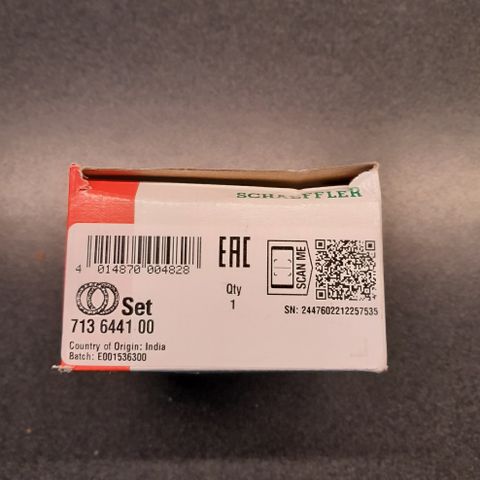 SCHAEFFLER
4 014870 004828
EAC
SCAN ME
Qty
1
Set
713 6441 00
SN: 2447602212257535
Country of Origin: India
Batch: E001536300